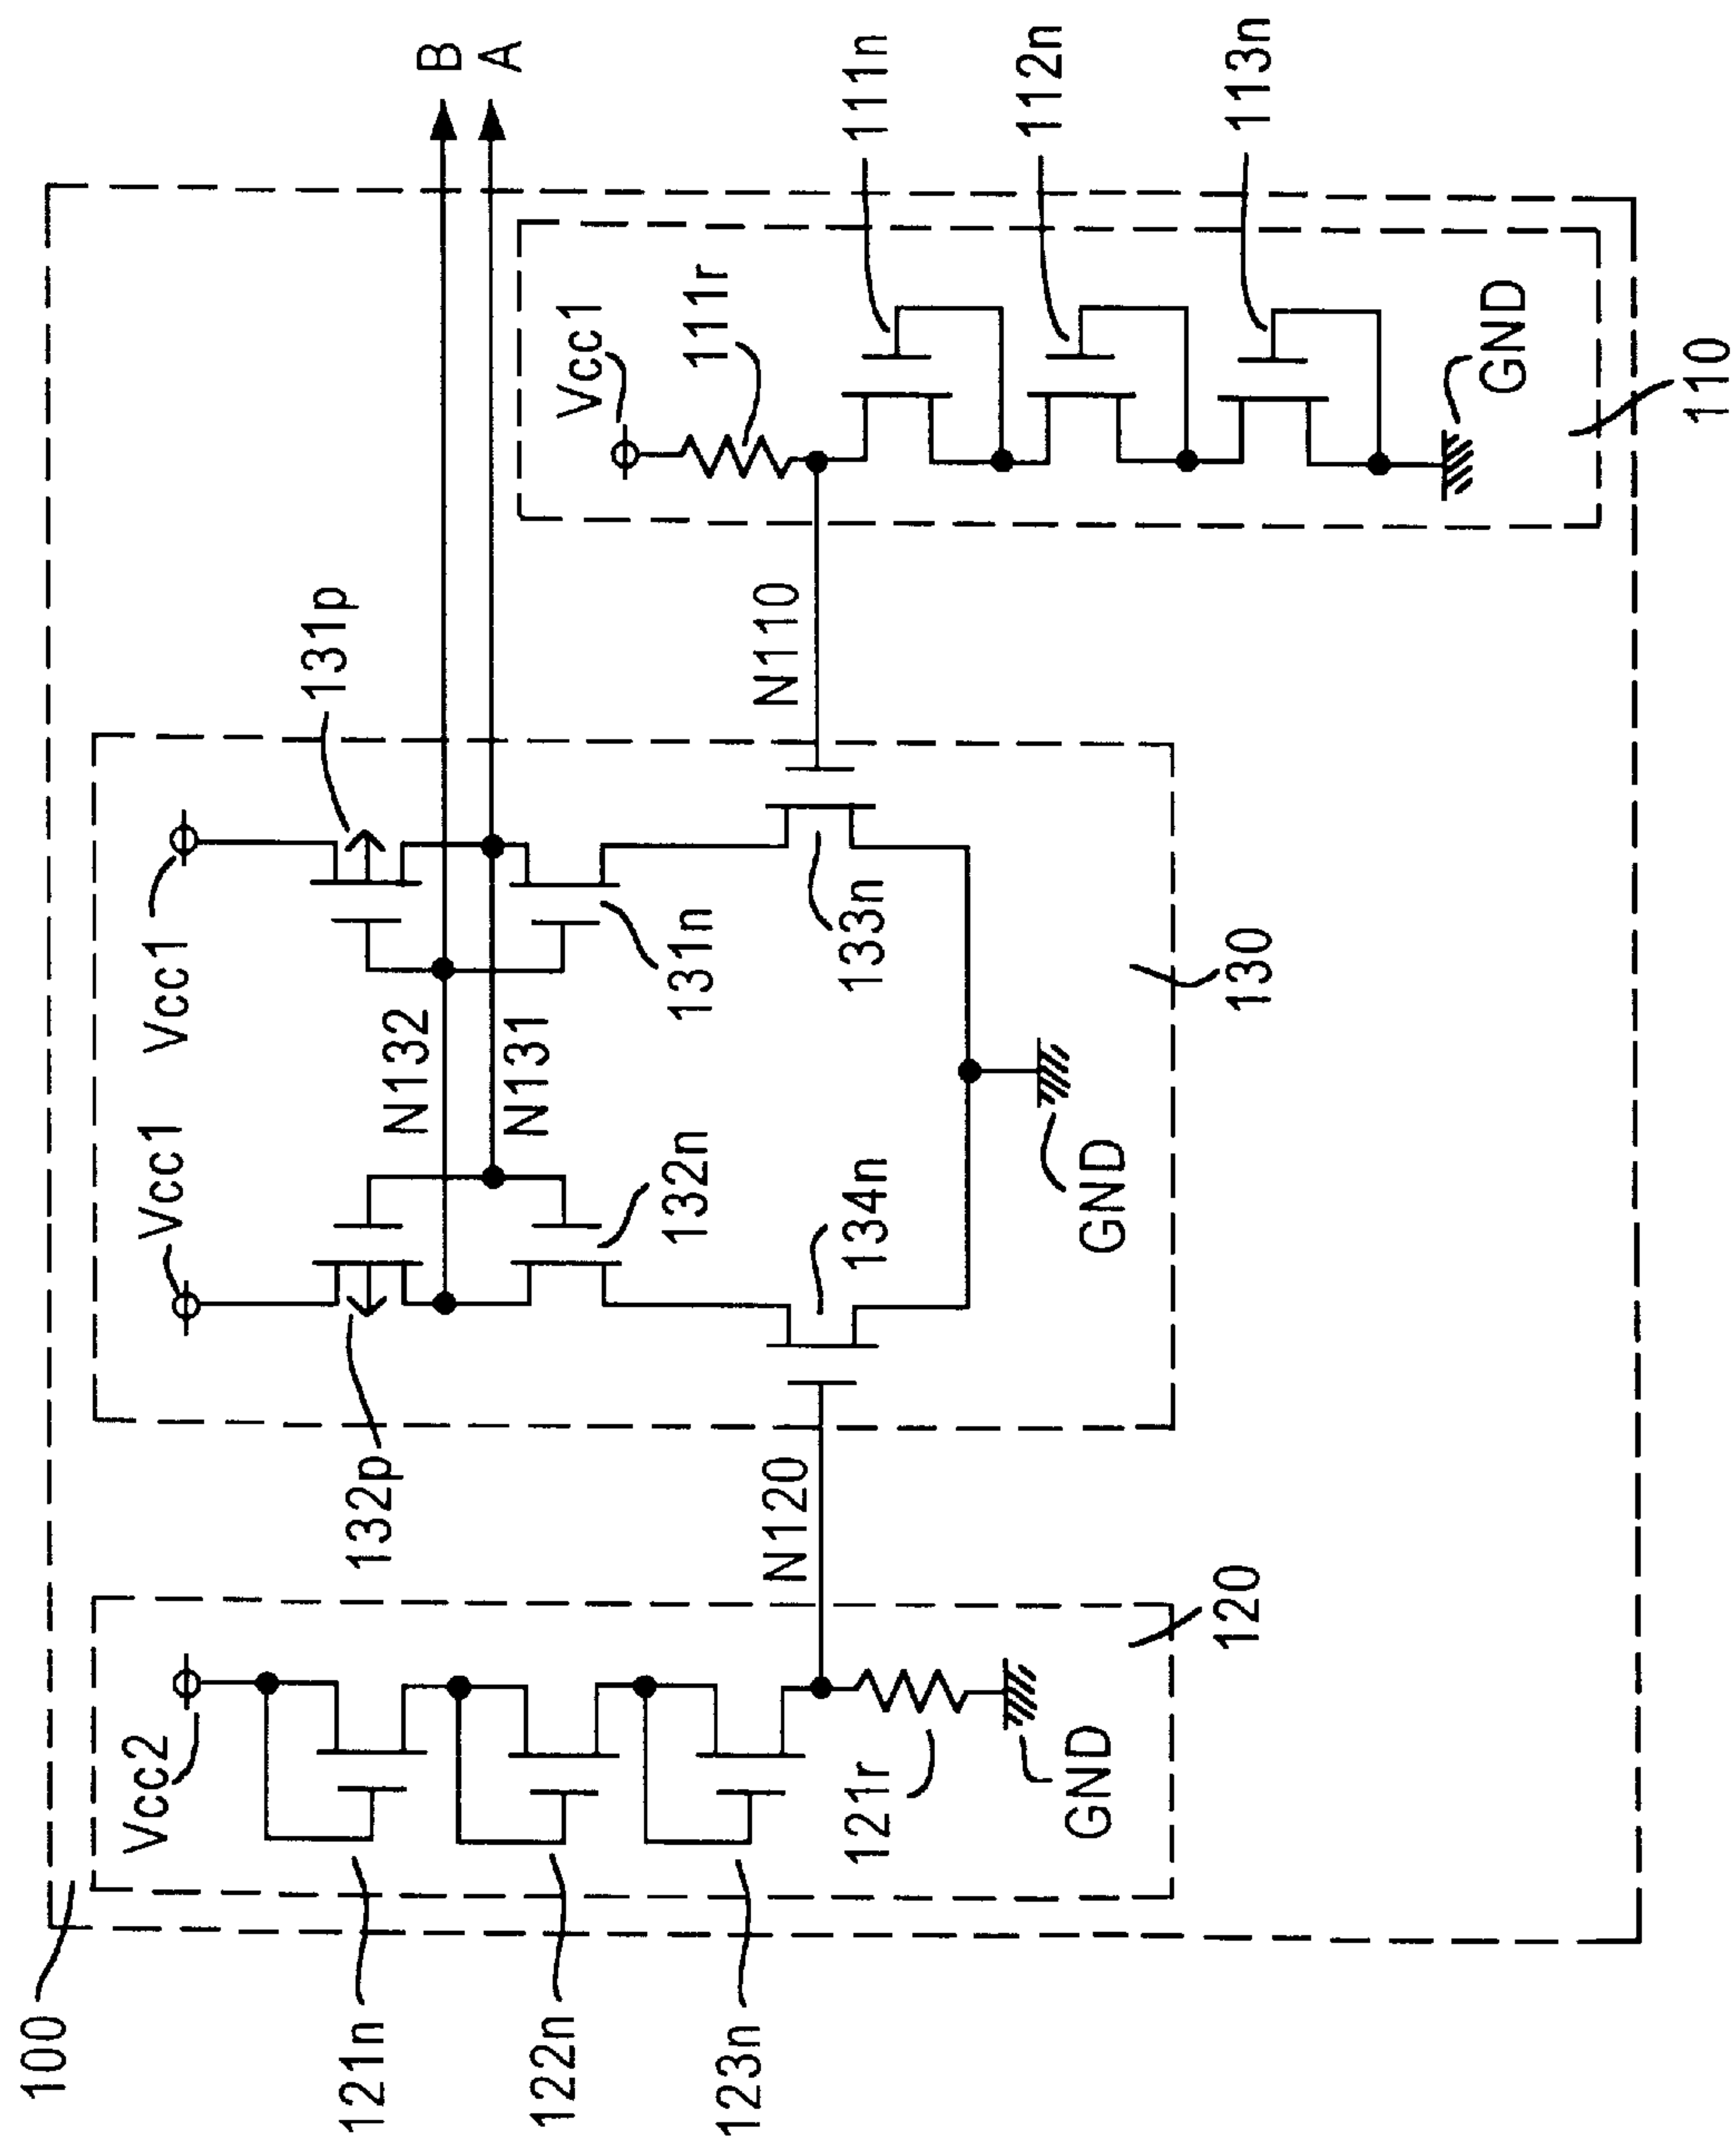 100
B
A
Vcc2
121n
122n
123n
N120
121r
GND
120
132p
Vcc1
Vcc1
131p
N132
N131
132n
131n
134n
133n
GND
130
N110
Vcc1
111r
111n
112n
113n
GND
110